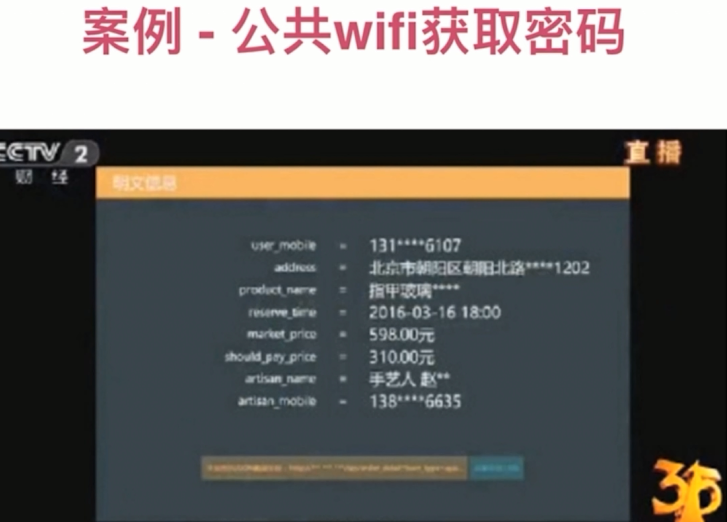 案例 - 公共wifi获取密码
CCTV 2
财经
直播
明文信息
user_mobile = 131****6107
address = 北京市朝阳区朝阳北路****1202
product_name = 指甲玻璃****
reserve_time = 2016-03-16 18:00
market_price = 598.00元
should_pay_price = 310.00元
artisan_name = 手艺人 赵**
artisan_mobile = 138****6635
315